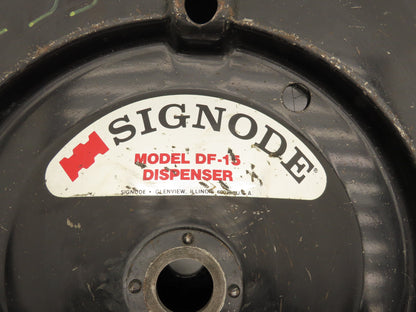 SIGNODE®
MODEL DF-15
DISPENSER
SIGNODE • GLENVIEW, ILLINOIS U.S.A.